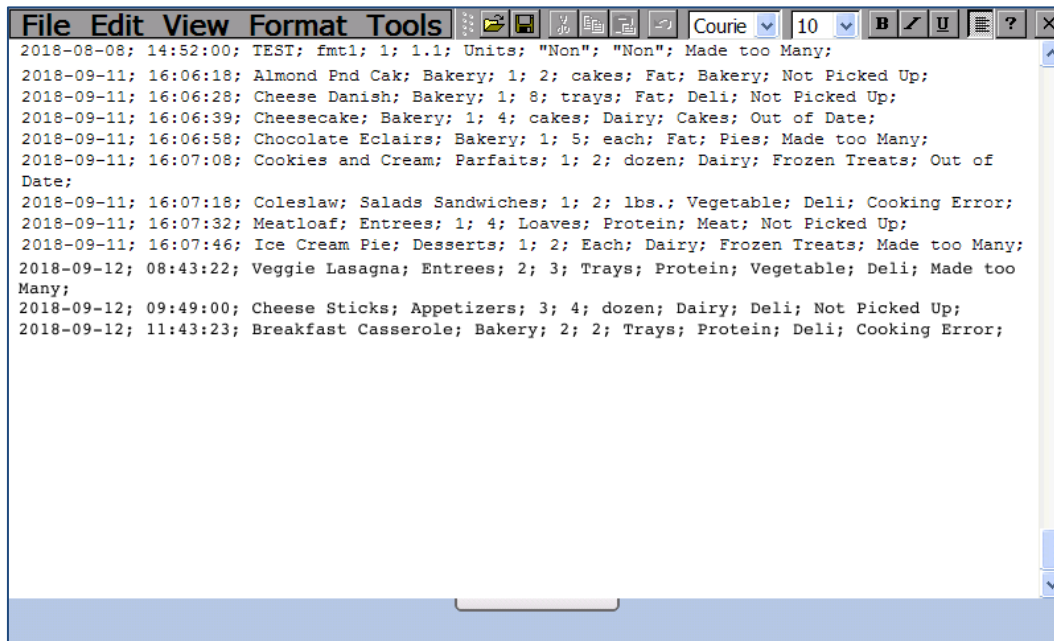 File Edit View Format Tools Courie 10 B I U ? X
2018-08-08; 14:52:00; TEST; fmt1; 1; 1.1; Units; "Non"; "Non"; Made too Many;
2018-09-11; 16:06:18; Almond Pnd Cak; Bakery; 1; 2; cakes; Fat; Bakery; Not Picked Up;
2018-09-11; 16:06:28; Cheese Danish; Bakery; 1; 8; trays; Fat; Deli; Not Picked Up;
2018-09-11; 16:06:39; Cheesecake; Bakery; 1; 4; cakes; Dairy; Cakes; Out of Date;
2018-09-11; 16:06:58; Chocolate Eclairs; Bakery; 1; 5; each; Fat; Pies; Made too Many;
2018-09-11; 16:07:08; Cookies and Cream; Parfaits; 1; 2; dozen; Dairy; Frozen Treats; Out of
Date;
2018-09-11; 16:07:18; Coleslaw; Salads Sandwiches; 1; 2; lbs.; Vegetable; Deli; Cooking Error;
2018-09-11; 16:07:32; Meatloaf; Entrees; 1; 4; Loaves; Protein; Meat; Not Picked Up;
2018-09-11; 16:07:46; Ice Cream Pie; Desserts; 1; 2; Each; Dairy; Frozen Treats; Made too Many;
2018-09-12; 08:43:22; Veggie Lasagna; Entrees; 2; 3; Trays; Protein; Vegetable; Deli; Made too
Many;
2018-09-12; 09:49:00; Cheese Sticks; Appetizers; 3; 4; dozen; Dairy; Deli; Not Picked Up;
2018-09-12; 11:43:23; Breakfast Casserole; Bakery; 2; 2; Trays; Protein; Deli; Cooking Error;